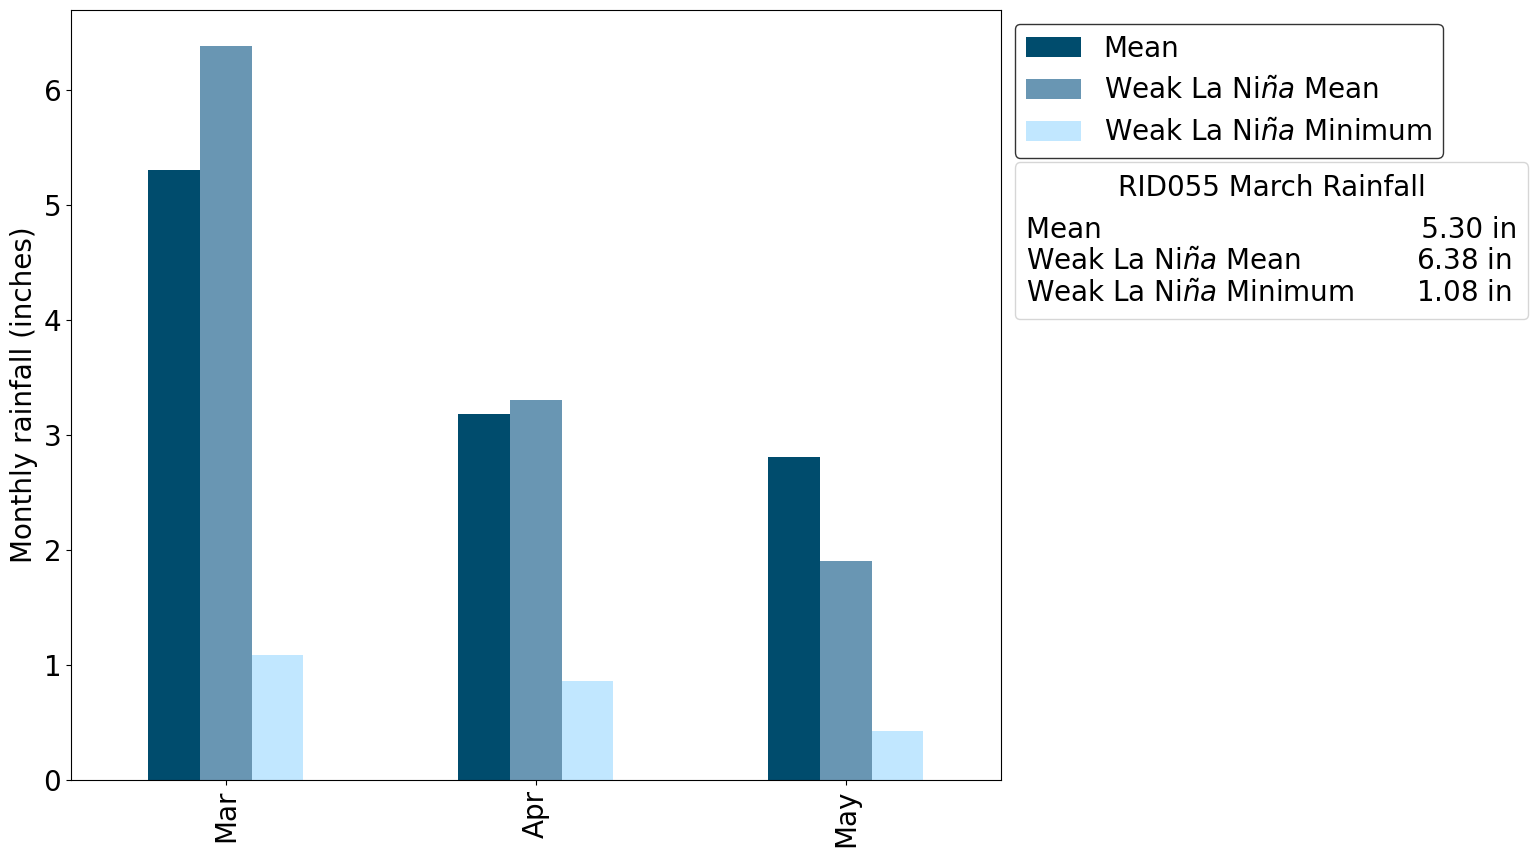 Mean
Weak La Niña Mean
Weak La Niña Minimum
RID055 March Rainfall
Mean 5.30 in
Weak La Niña Mean 6.38 in
Weak La Niña Minimum 1.08 in
Monthly rainfall (inches)
6
5
4
3
2
1
0
Mar Apr May